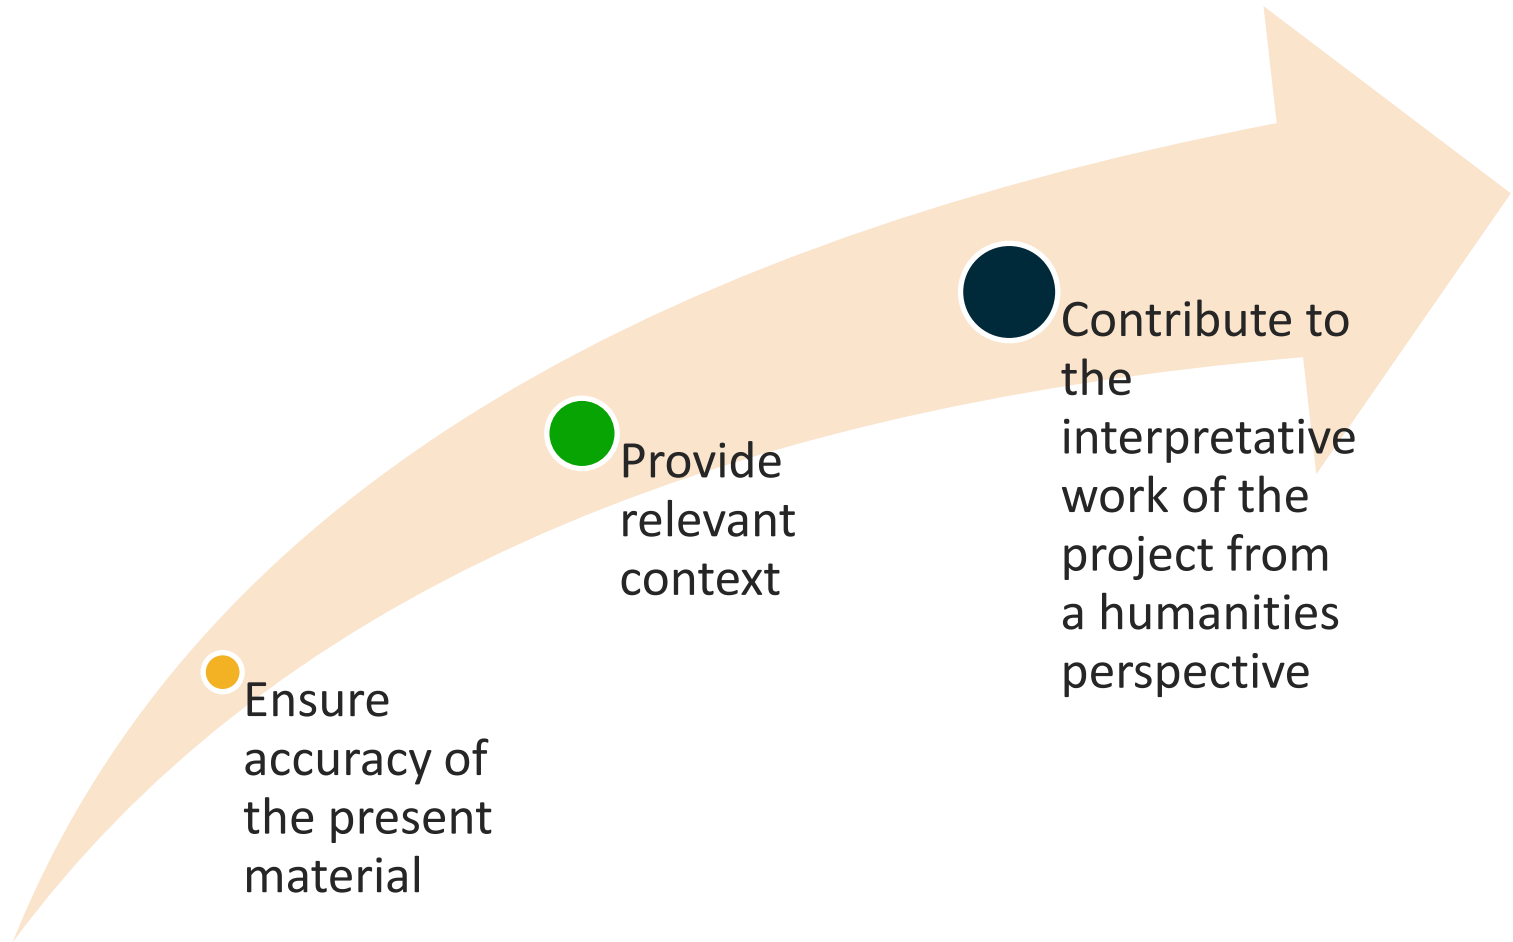 Ensure
accuracy of
the present
material
Provide
relevant
context
Contribute to
the
interpretative
work of the
project from
a humanities
perspective